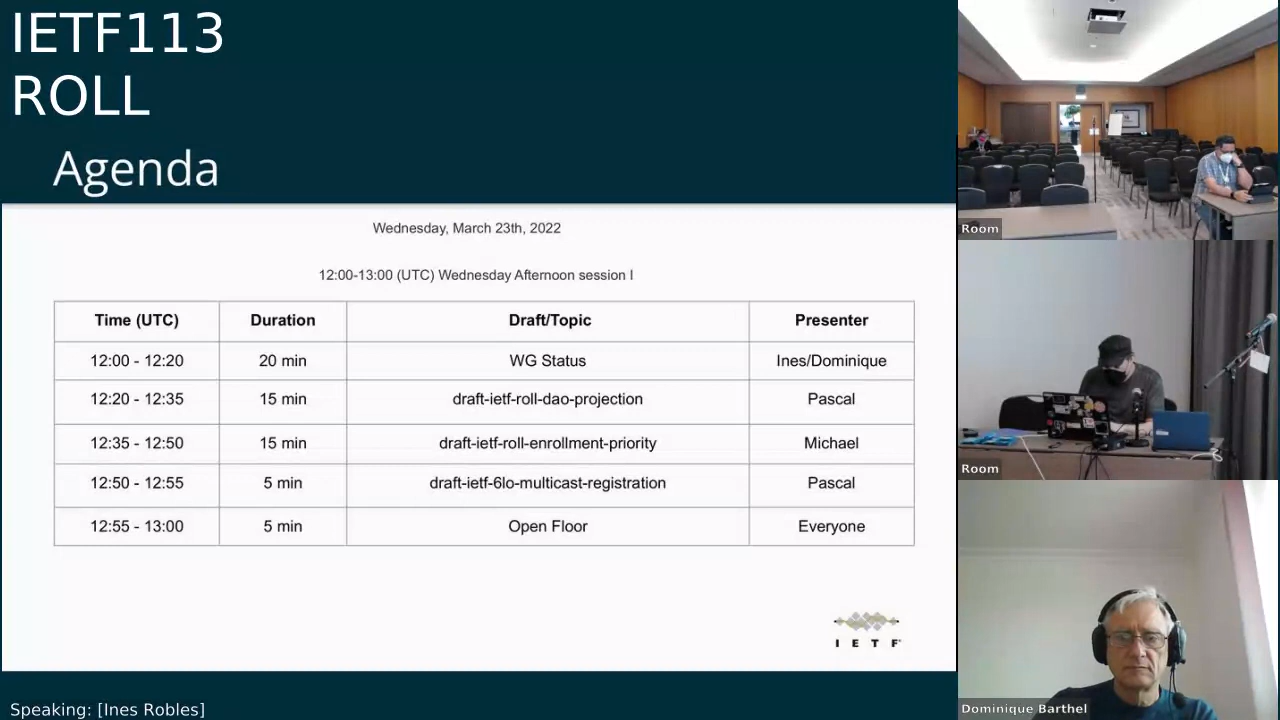 IETF113
ROLL
Agenda
Wednesday, March 23th, 2022
12:00-13:00 (UTC) Wednesday Afternoon session I
Time (UTC) Duration Draft/Topic Presenter
12:00 - 12:20 20 min WG Status Ines/Dominique
12:20 - 12:35 15 min draft-ietf-roll-dao-projection Pascal
12:35 - 12:50 15 min draft-ietf-roll-enrollment-priority Michael
12:50 - 12:55 5 min draft-ietf-6lo-multicast-registration Pascal
12:55 - 13:00 5 min Open Floor Everyone
I E T F
Speaking: [Ines Robles]
Room
Room
Dominique Barthel